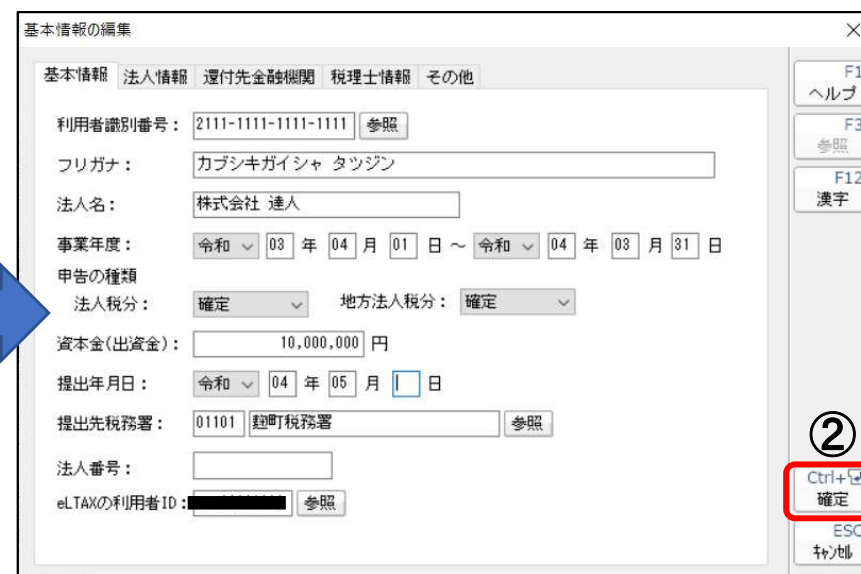 基本情報の編集 ×
基本情報 法人情報 還付先金融機関 税理士情報 その他
利用者識別番号： 2111-1111-1111-1111 参照
フリガナ： カブシキガイシャ タツジン
法人名： 株式会社 達人
事業年度： 令和 03 年 04 月 01 日 ～ 令和 04 年 03 月 31 日
申告の種類
法人税分： 確定 地方法人税分： 確定
資本金(出資金)： 10,000,000 円
提出年月日： 令和 04 年 05 月 日
提出先税務署： 01101 麹町税務署 参照
法人番号：
eLTAXの利用者ID： 参照
F1
ヘルプ
F3
参照
F12
漢字
②
Ctrl+
確定
ESC
ｷｬﾝｾﾙ